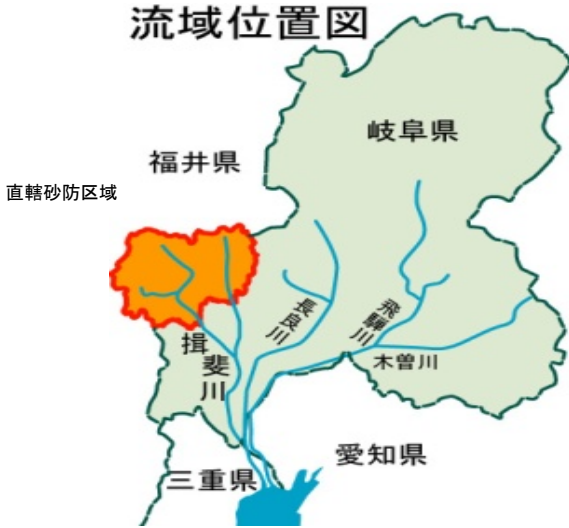 流域位置図
岐阜県
福井県
直轄砂防区域
長良川
飛騨川
揖斐川
木曽川
愛知県
三重県